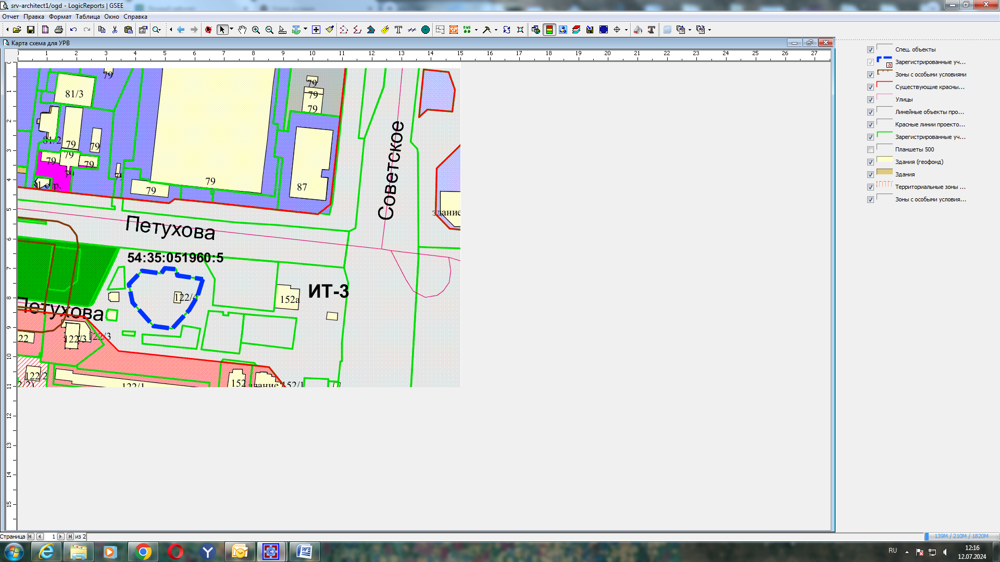 srv-architect1/ogd - LogicReports | GSEE
Отчет Правка Формат Таблица Окно Справка
Карта схема для УРВ
0 1 2 3 4 5 6 7 8 9 10 11 12 13 14 15 16 17 18 19 20 21 22 23 24 25 26 27
0
1
2
3
4
5
6
7
8
9
10
11
12
13
14
15
79
81/3
79
79
79
81/2
79
79
79
79
79
79
1 стр.
79
79
87
Советское
здание
Петухова
54:35:051960:5
ИТ-3
122/4
152а
Петухова
22
122/3
122/3
122/2
122/1
152
здание 152/1
Спец. объекты
Зарегистрированные уч...
Зоны с особыми условиями
Существующие красны...
Улицы
Линейные объекты про...
Красные линии проекто...
Зарегистрированные уч...
Планшеты 500
Здания (геофонд)
Здания
Территориальные зоны ...
Зоны с особыми условия...
Страница 1 из 2
139M / 210M / 1820M
RU
12:16
12.07.2024